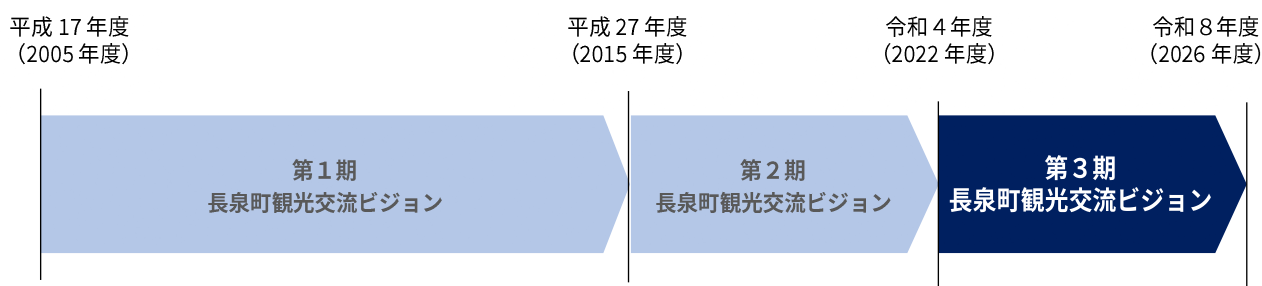 平成 17 年度
（2005 年度）
平成 27 年度
（2015 年度）
令和４年度
（2022 年度）
令和８年度
（2026 年度）
第１期
長泉町観光交流ビジョン
第２期
長泉町観光交流ビジョン
第３期
長泉町観光交流ビジョン